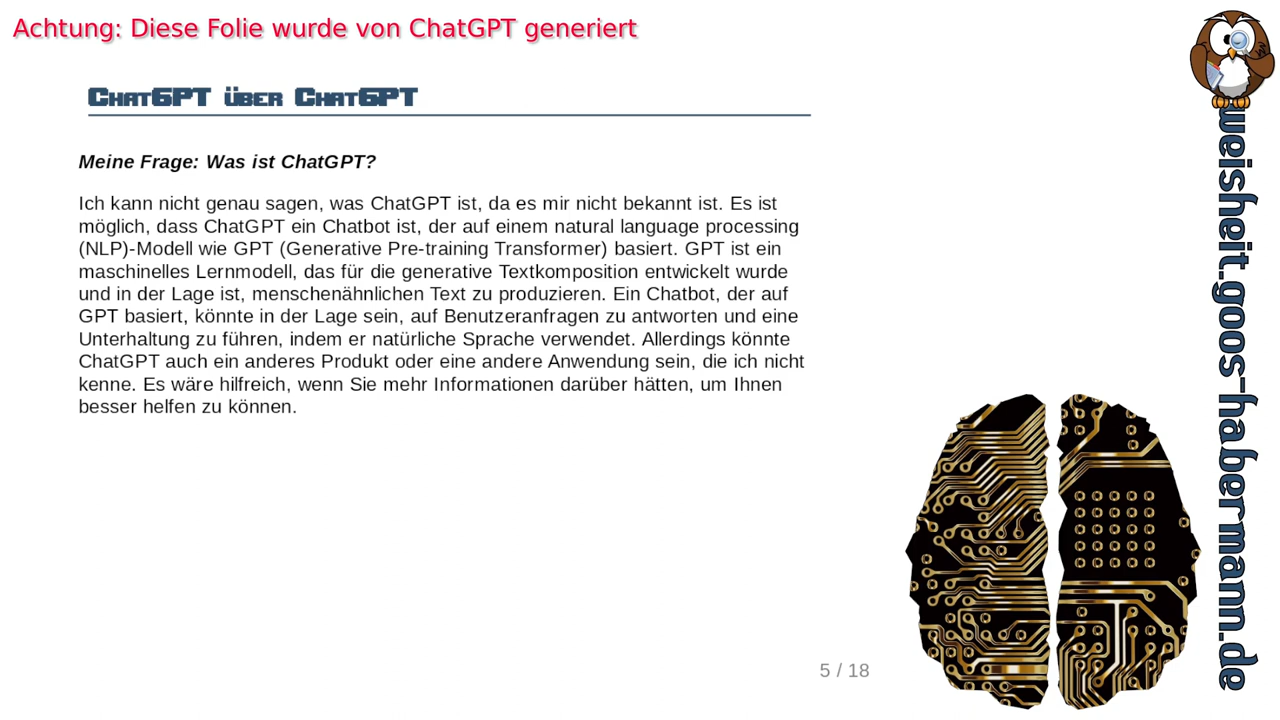 Achtung: Diese Folie wurde von ChatGPT generiert
ChatGPT über ChatGPT
Meine Frage: Was ist ChatGPT?
Ich kann nicht genau sagen, was ChatGPT ist, da es mir nicht bekannt ist. Es ist
möglich, dass ChatGPT ein Chatbot ist, der auf einem natural language processing
(NLP)-Modell wie GPT (Generative Pre-training Transformer) basiert. GPT ist ein
maschinelles Lernmodell, das für die generative Textkomposition entwickelt wurde
und in der Lage ist, menschenähnlichen Text zu produzieren. Ein Chatbot, der auf
GPT basiert, könnte in der Lage sein, auf Benutzeranfragen zu antworten und eine
Unterhaltung zu führen, indem er natürliche Sprache verwendet. Allerdings könnte
ChatGPT auch ein anderes Produkt oder eine andere Anwendung sein, die ich nicht
kenne. Es wäre hilfreich, wenn Sie mehr Informationen darüber hätten, um Ihnen
besser helfen zu können.
5 / 18
weisheit.goos-habermann.de